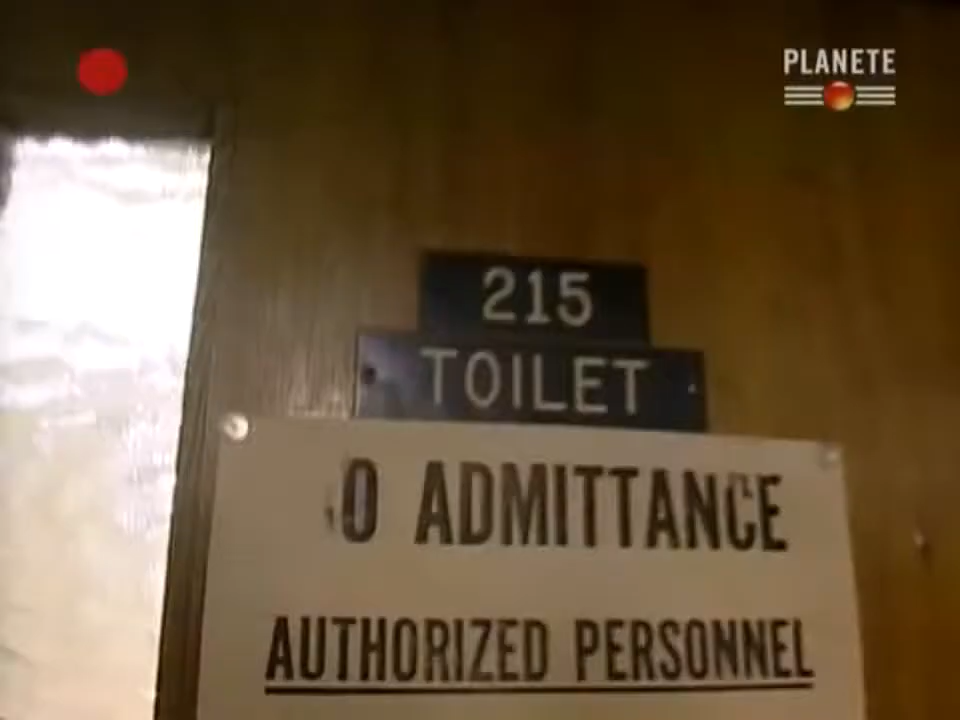 PLANETE
215
TOILET
O ADMITTANCE
AUTHORIZED PERSONNEL